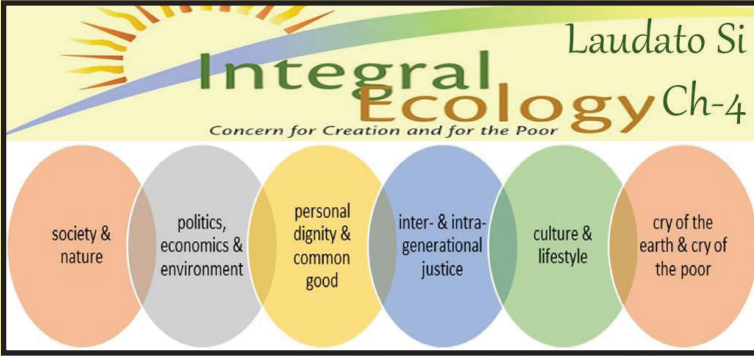 Laudato Si
Integral
Ecology
Ch-4
Concern for Creation and for the Poor
society &
nature
politics,
economics &
environment
personal
dignity &
common
good
inter- & intra-
generational
justice
culture &
lifestyle
cry of the
earth & cry of
the poor